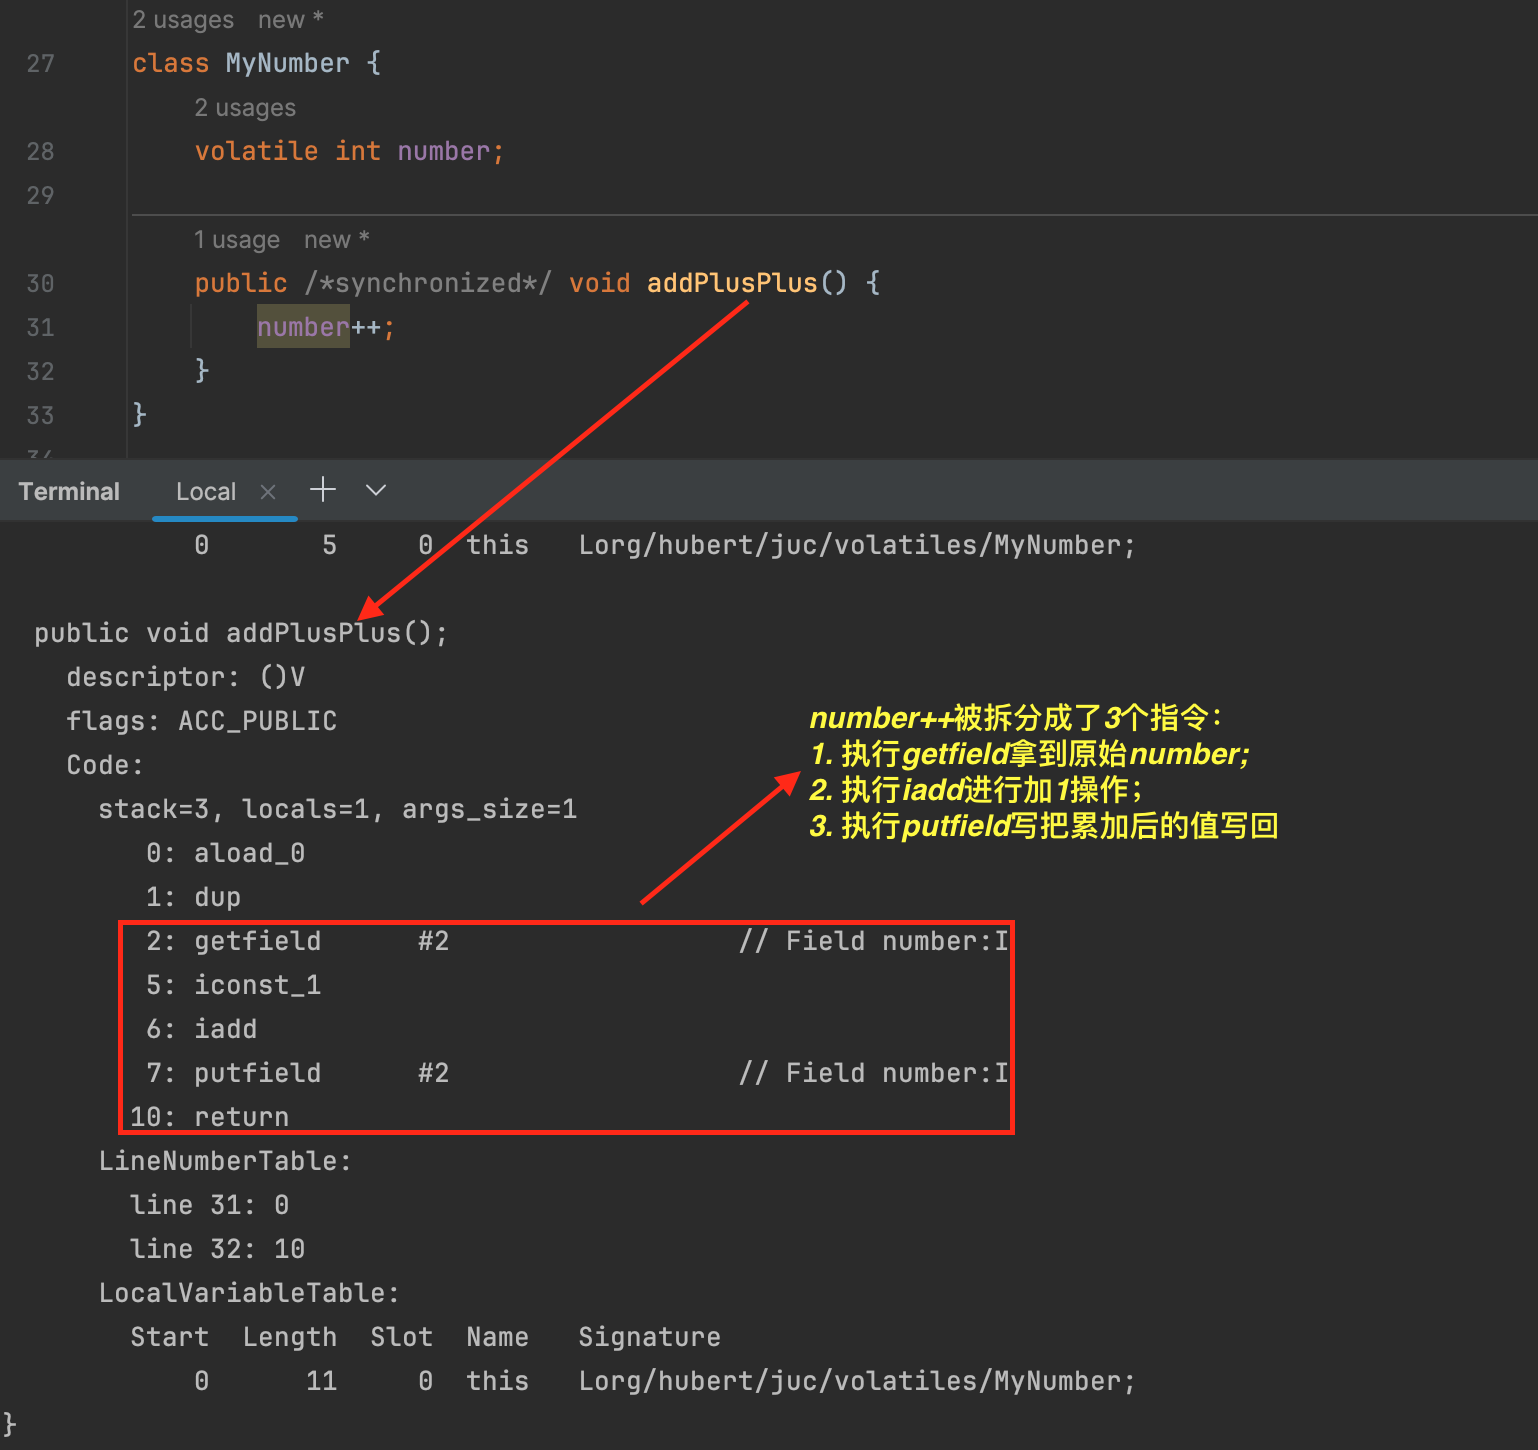 2 usages   new *
27 class MyNumber {
2 usages
28 volatile int number;
29
1 usage   new *
30 public /*synchronized*/ void addPlusPlus() {
31 number++;
32 }
33 }
Terminal   Local × +
0   5   0   this   Lorg/hubert/juc/volatiles/MyNumber;
public void addPlusPlus();
descriptor: ()V
flags: ACC_PUBLIC
Code:
stack=3, locals=1, args_size=1
0: aload_0
1: dup
2: getfield      #2                  // Field number:I
5: iconst_1
6: iadd
7: putfield      #2                  // Field number:I
10: return
number++被拆分成了3个指令：
1. 执行getfield拿到原始number;
2. 执行iadd进行加1操作；
3. 执行putfield写把累加后的值写回
LineNumberTable:
line 31: 0
line 32: 10
LocalVariableTable:
Start  Length  Slot  Name   Signature
0   11   0   this   Lorg/hubert/juc/volatiles/MyNumber;
}